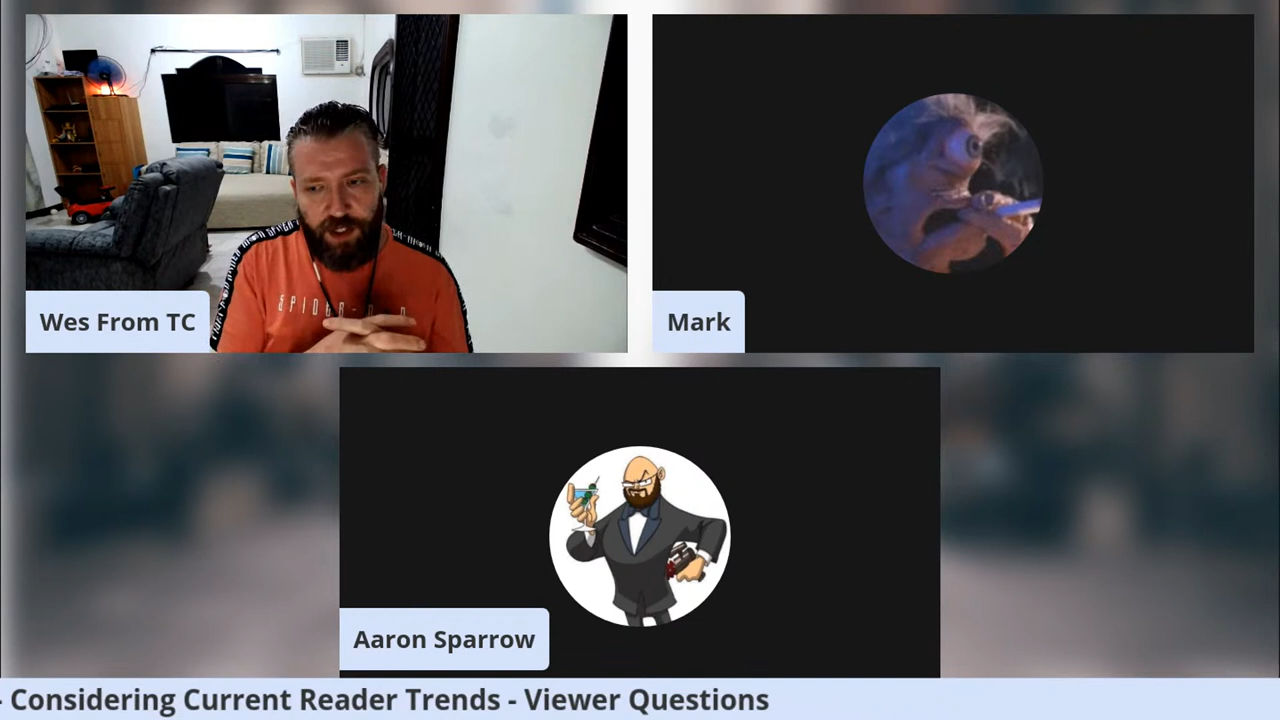 Wes From TC
Mark
Aaron Sparrow
- Considering Current Reader Trends - Viewer Questions